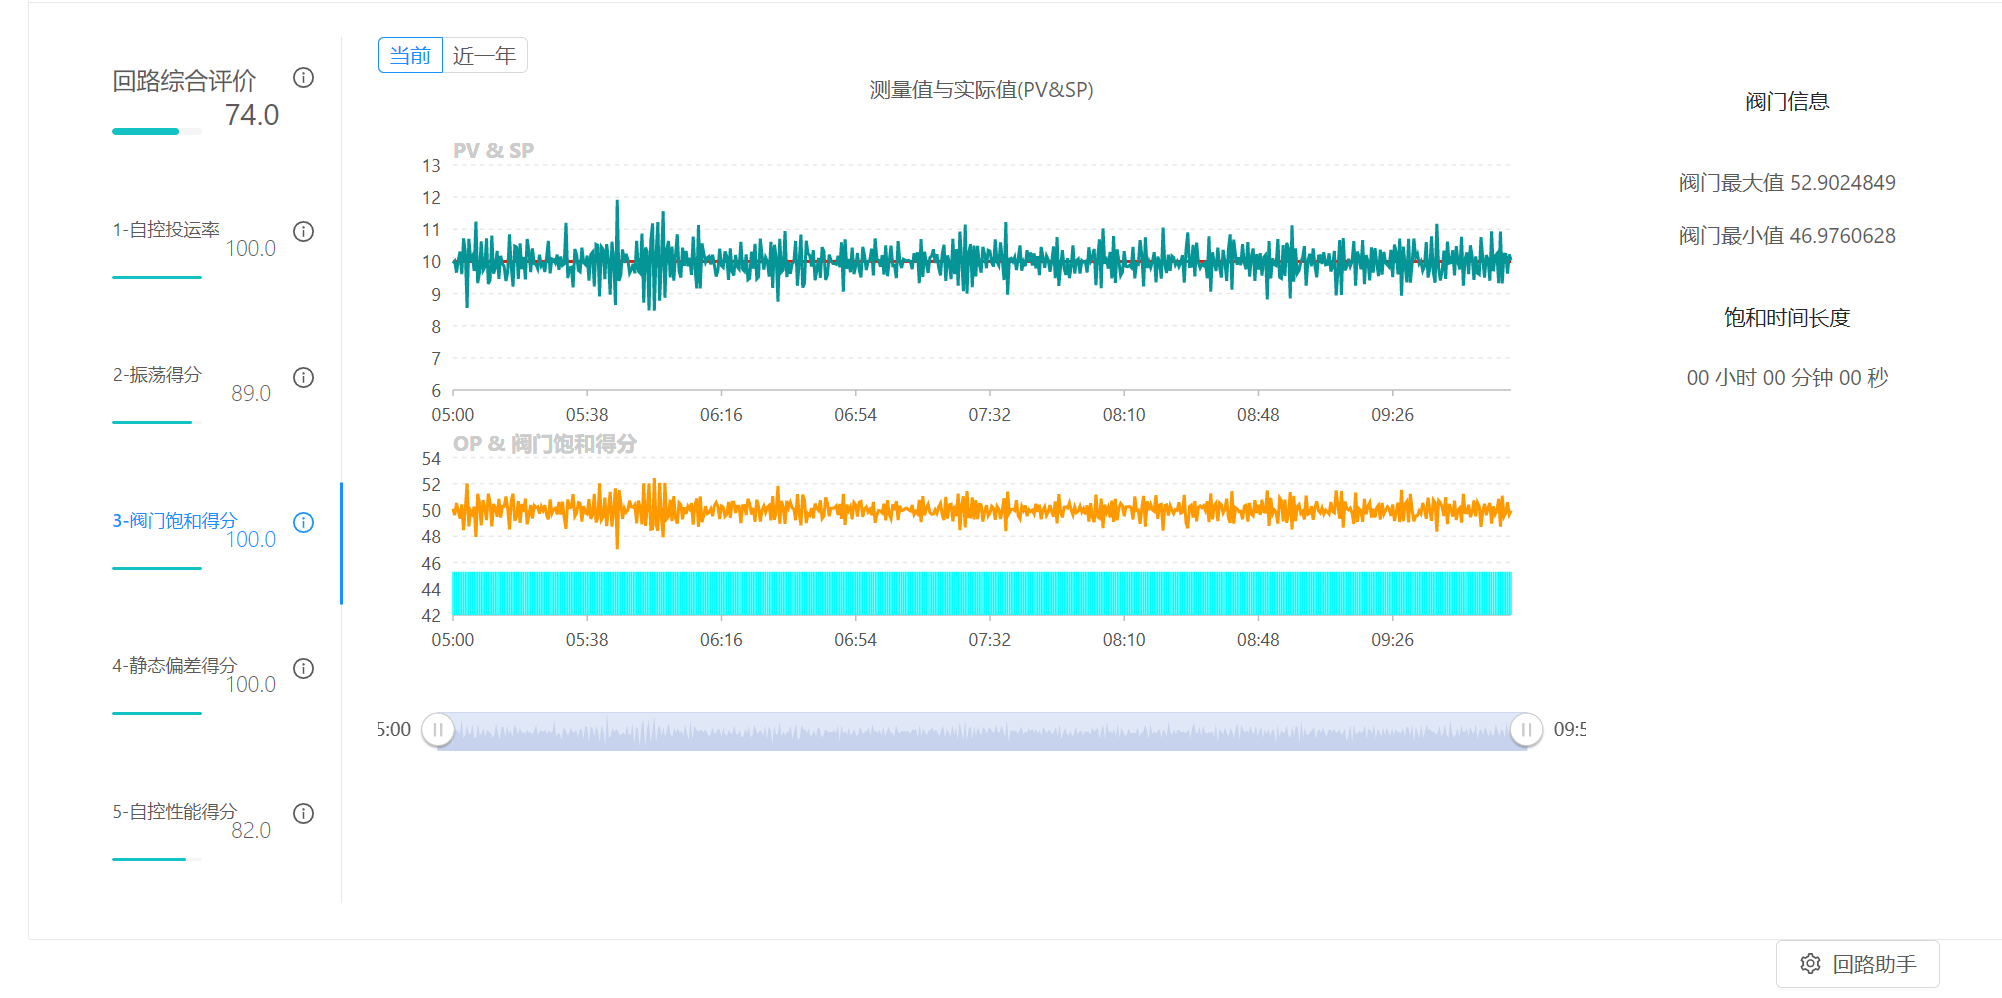 回路综合评价
74.0
1-自控投运率
100.0
2-振荡得分
89.0
3-阀门饱和得分
100.0
4-静态偏差得分
100.0
5-自控性能得分
82.0
当前 近一年
测量值与实际值(PV&SP)
PV & SP
13
12
11
10
9
8
7
6
05:00 05:38 06:16 06:54 07:32 08:10 08:48 09:26
OP & 阀门饱和得分
54
52
50
48
46
44
42
05:00 05:38 06:16 06:54 07:32 08:10 08:48 09:26
5:00 09:5
阀门信息
阀门最大值 52.9024849
阀门最小值 46.9760628
饱和时间长度
00 小时 00 分钟 00 秒
回路助手